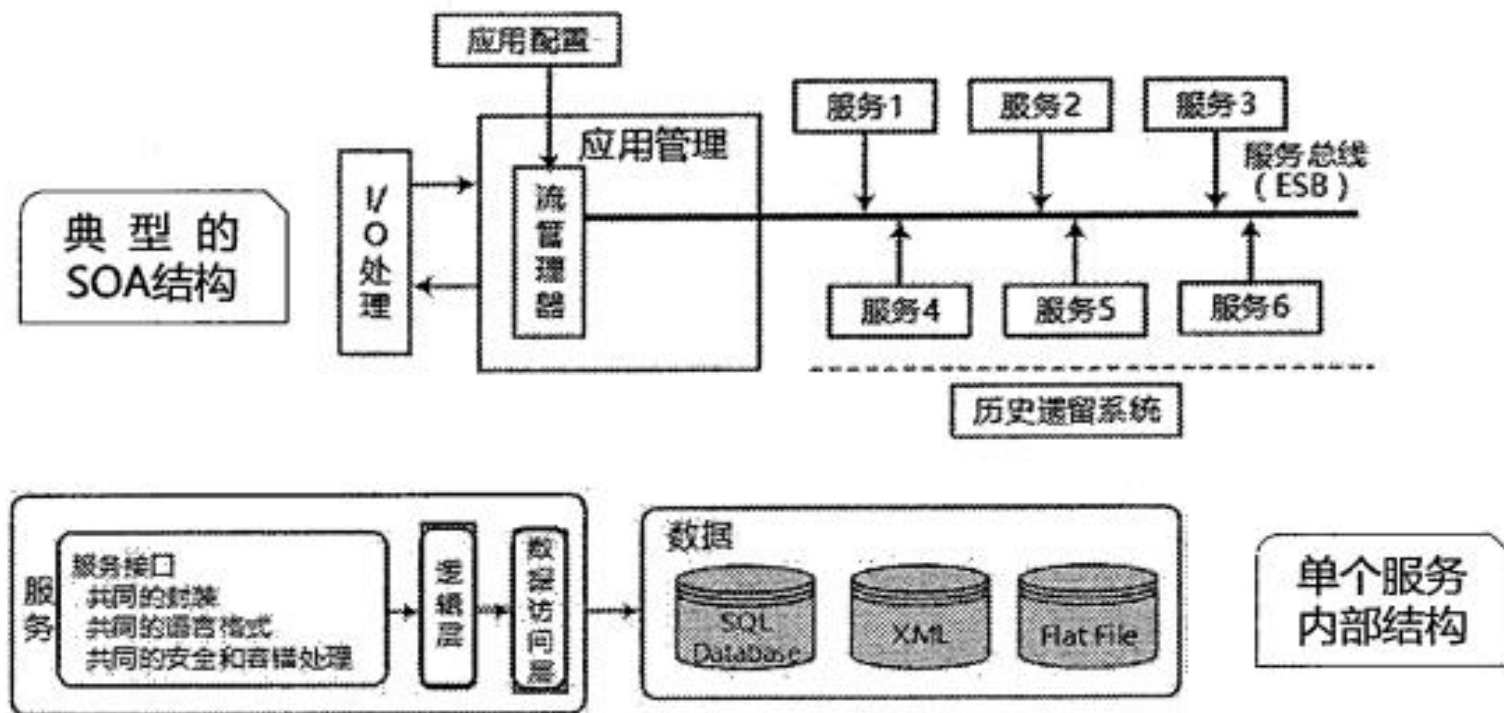 应用配置
典型的
SOA结构
I/O处理
应用管理
流管理器
服务1
服务2
服务3
服务总线
(ESB)
服务4
服务5
服务6
历史遗留系统
服务
服务接口
共同的封装
共同的语言格式
共同的安全和容错处理
逻辑层
数据访问层
数据
SQL
Database
XML
Flat File
单个服务
内部结构